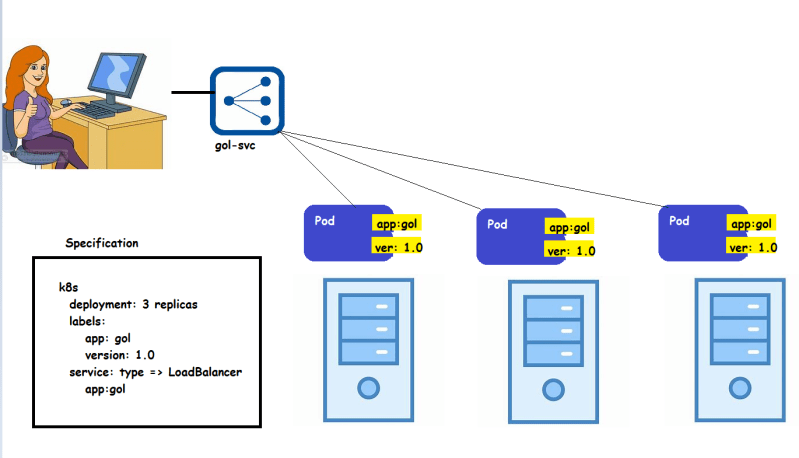 gol-svc
Pod
app:gol
ver: 1.0
Pod
app:gol
ver: 1.0
Pod
app:gol
ver: 1.0
Specification
k8s
deployment: 3 replicas
labels:
app: gol
version: 1.0
service: type => LoadBalancer
app:gol